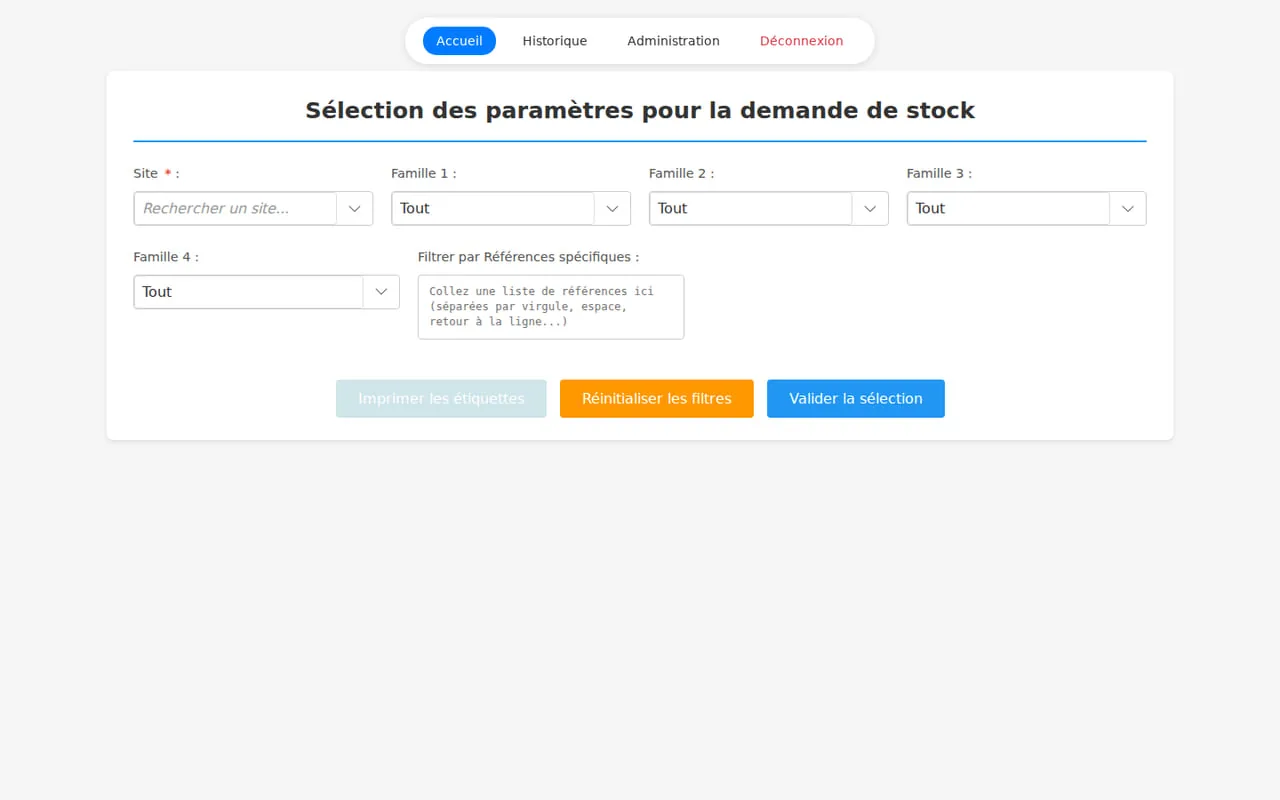 Accueil Historique Administration Déconnexion
Sélection des paramètres pour la demande de stock
Site * : Famille 1 : Famille 2 : Famille 3 :
Rechercher un site... Tout Tout Tout
Famille 4 : Filtrer par Références spécifiques :
Tout
Collez une liste de références ici
(séparées par virgule, espace,
retour à la ligne...)
Imprimer les étiquettes Réinitialiser les filtres Valider la sélection